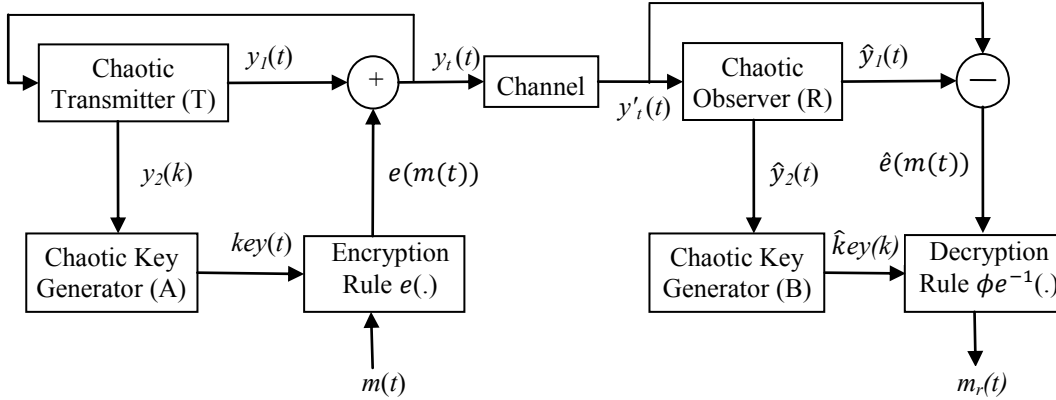 Chaotic
Transmitter (T)
y₁(t)
+
yₜ(t)
Channel
y′ₜ(t)
Chaotic
Observer (R)
ŷ₁(t)
—
y₂(k)
e(m(t))
ŷ₂(t)
ê(m(t))
Chaotic Key
Generator (A)
key(t)
Encryption
Rule e(.)
Chaotic Key
Generator (B)
k̂ey(k)
Decryption
Rule ϕe⁻¹(.)
m(t)
mᵣ(t)